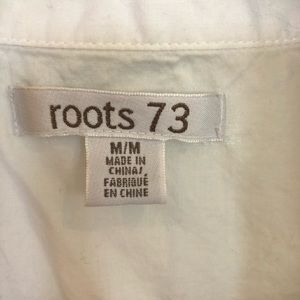 roots 73
M/M
MADE IN
CHINA/
FABRIQUÉ
EN CHINE